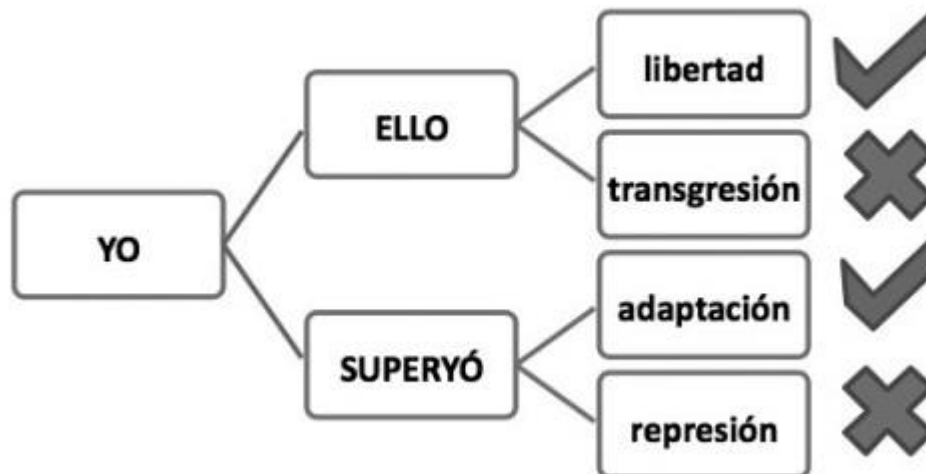 YO
ELLO
libertad
transgresión
SUPERYÓ
adaptación
represión